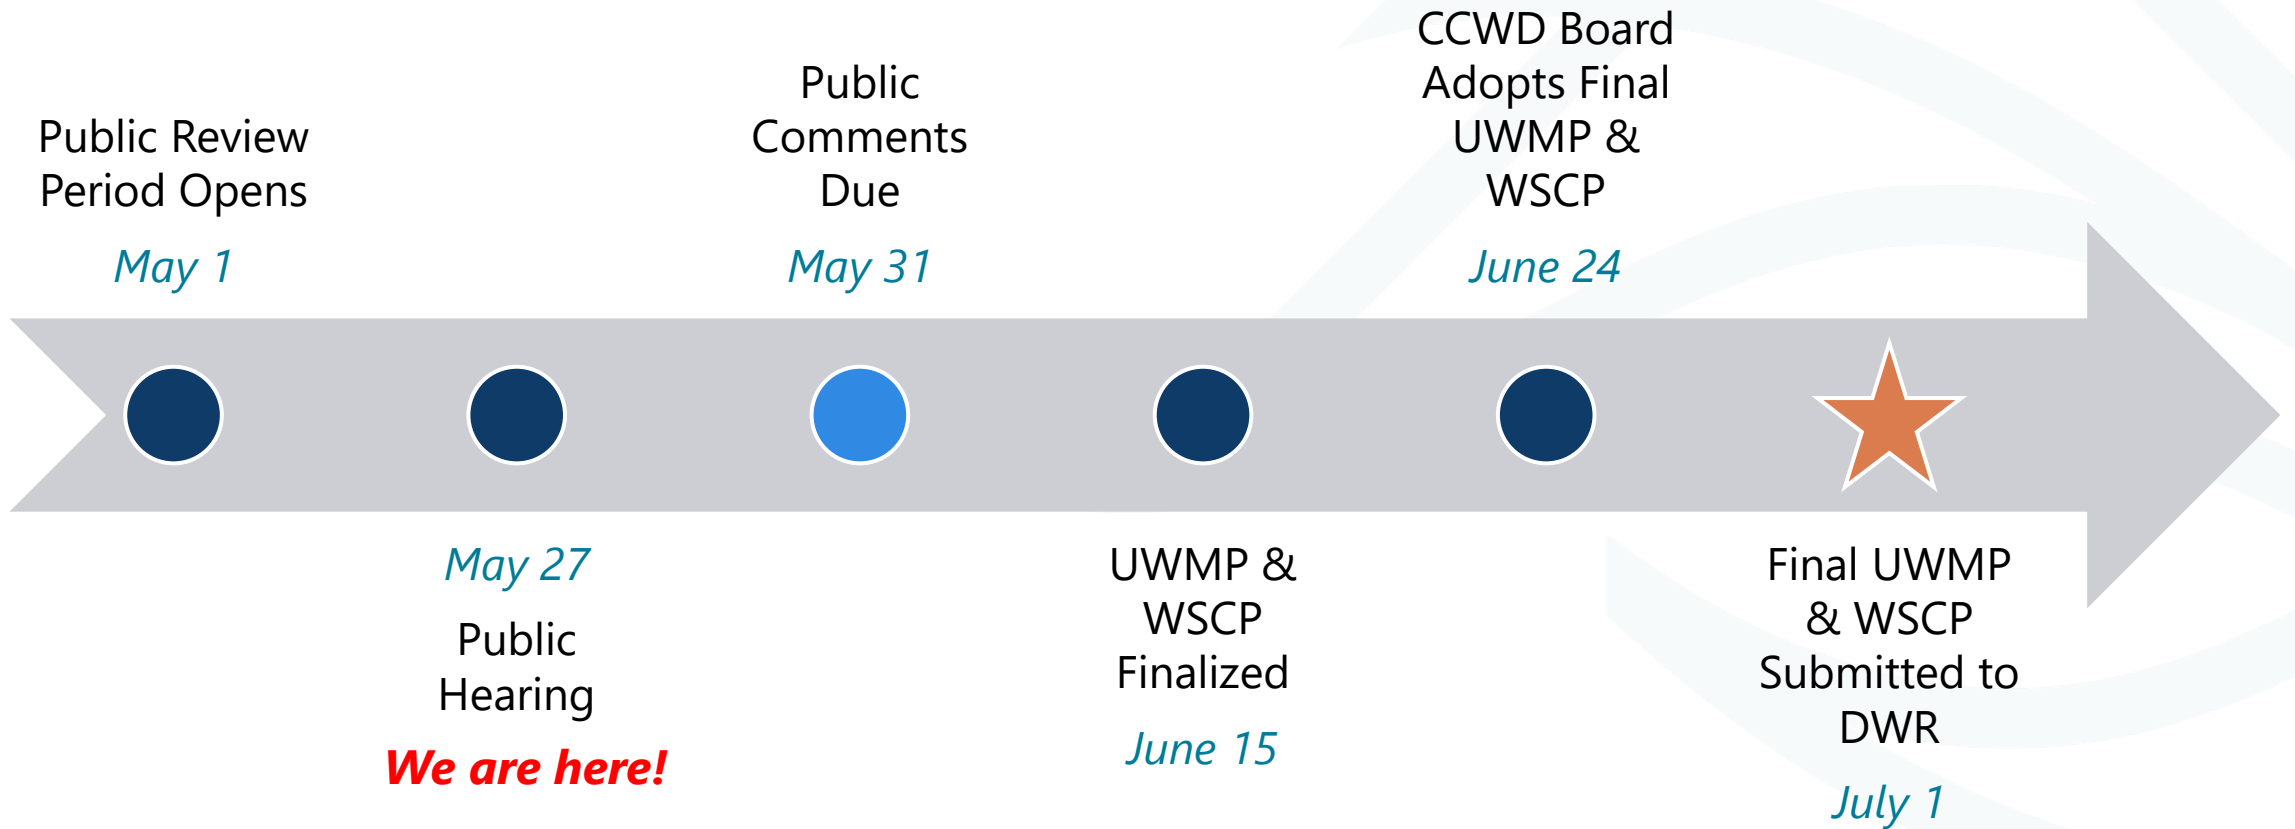 Public Review
Period Opens
May 1
May 27
Public
Hearing
We are here!
Public
Comments
Due
May 31
UWMP &
WSCP
Finalized
June 15
CCWD Board
Adopts Final
UWMP &
WSCP
June 24
Final UWMP
& WSCP
Submitted to
DWR
July 1